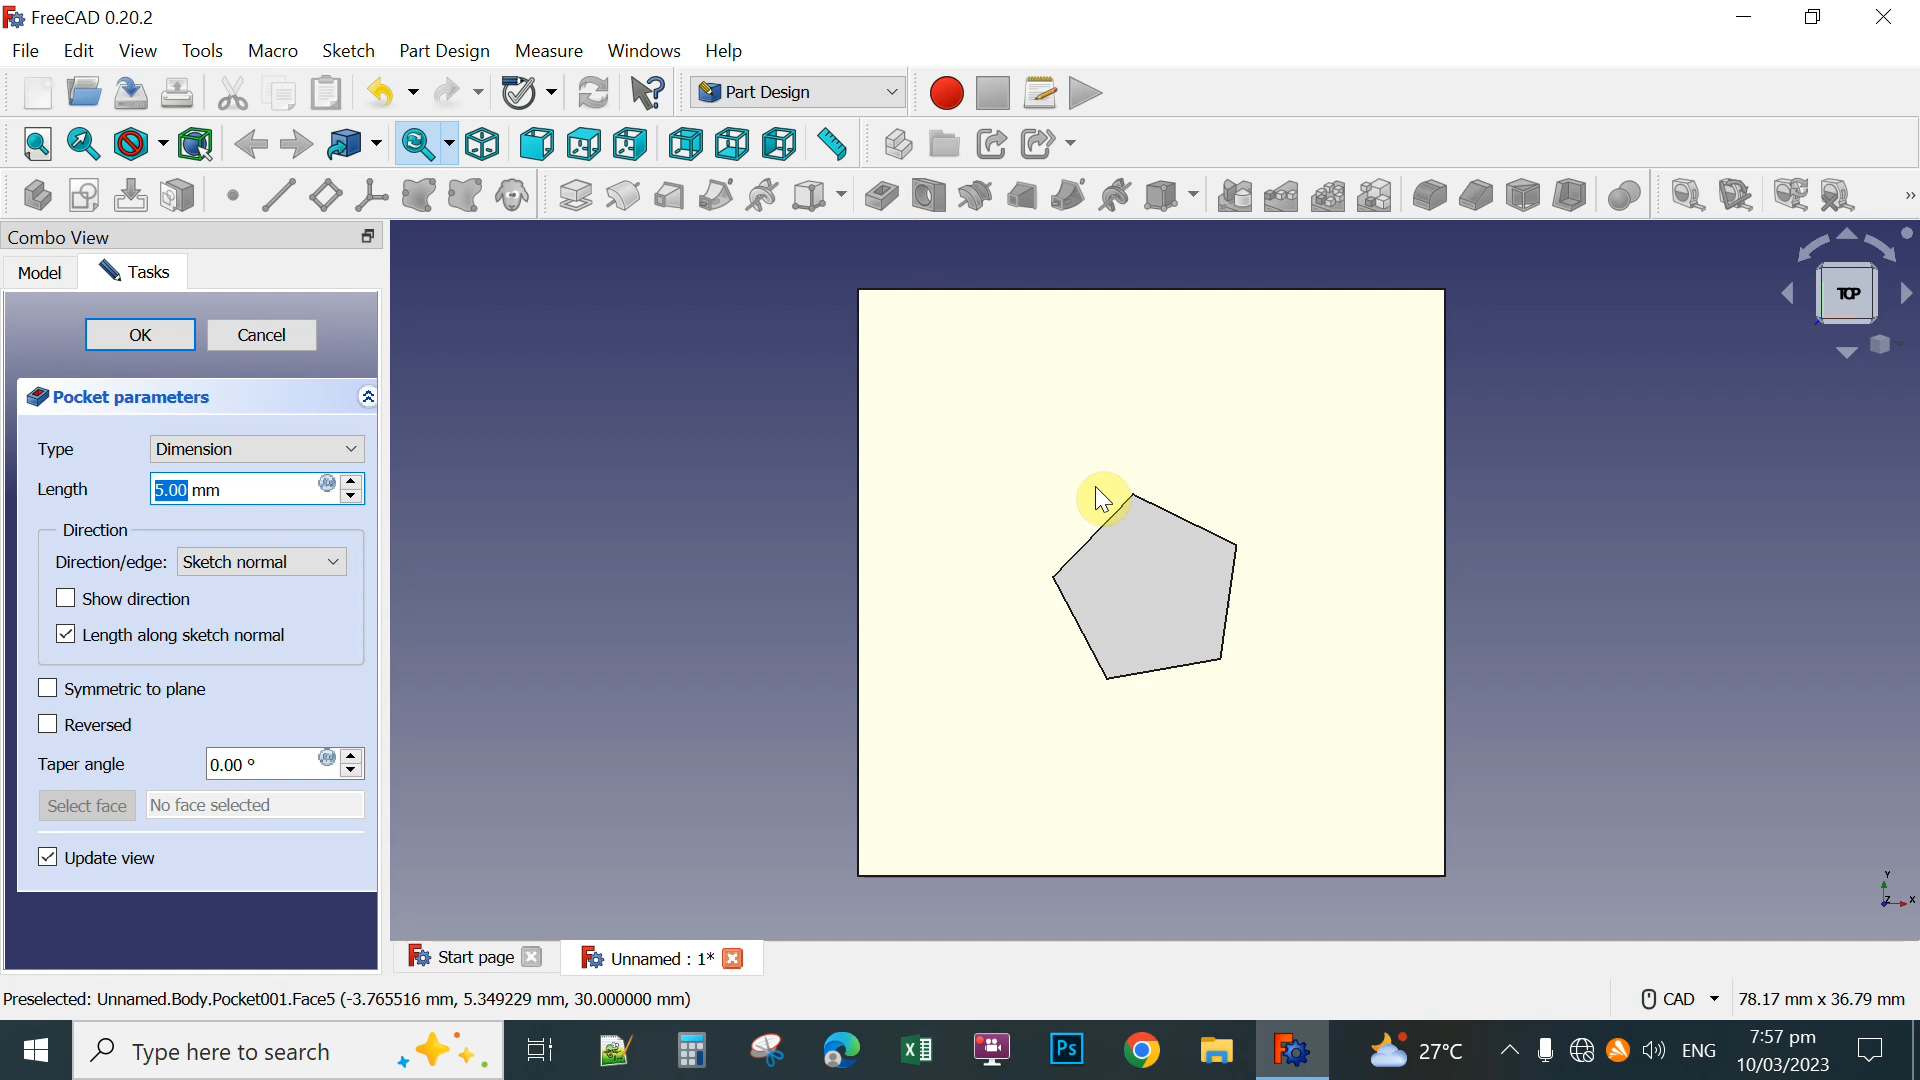 FreeCAD 0.20.2
File Edit View Tools Macro Sketch Part Design Measure Windows Help
Part Design
Combo View
Model Tasks
TOP
OK Cancel
Pocket parameters
Type Dimension
Length 5.00 mm
Direction
Direction/edge: Sketch normal
Show direction
Length along sketch normal
Symmetric to plane
Reversed
Taper angle 0.00 °
Select face No face selected
Update view
Y
Z X
Start page Unnamed : 1*
Preselected: Unnamed.Body.Pocket001.Face5 (-3.765516 mm, 5.349229 mm, 30.000000 mm) CAD 78.17 mm x 36.79 mm
Type here to search Ps 27°C ENG 7:57 pm
10/03/2023